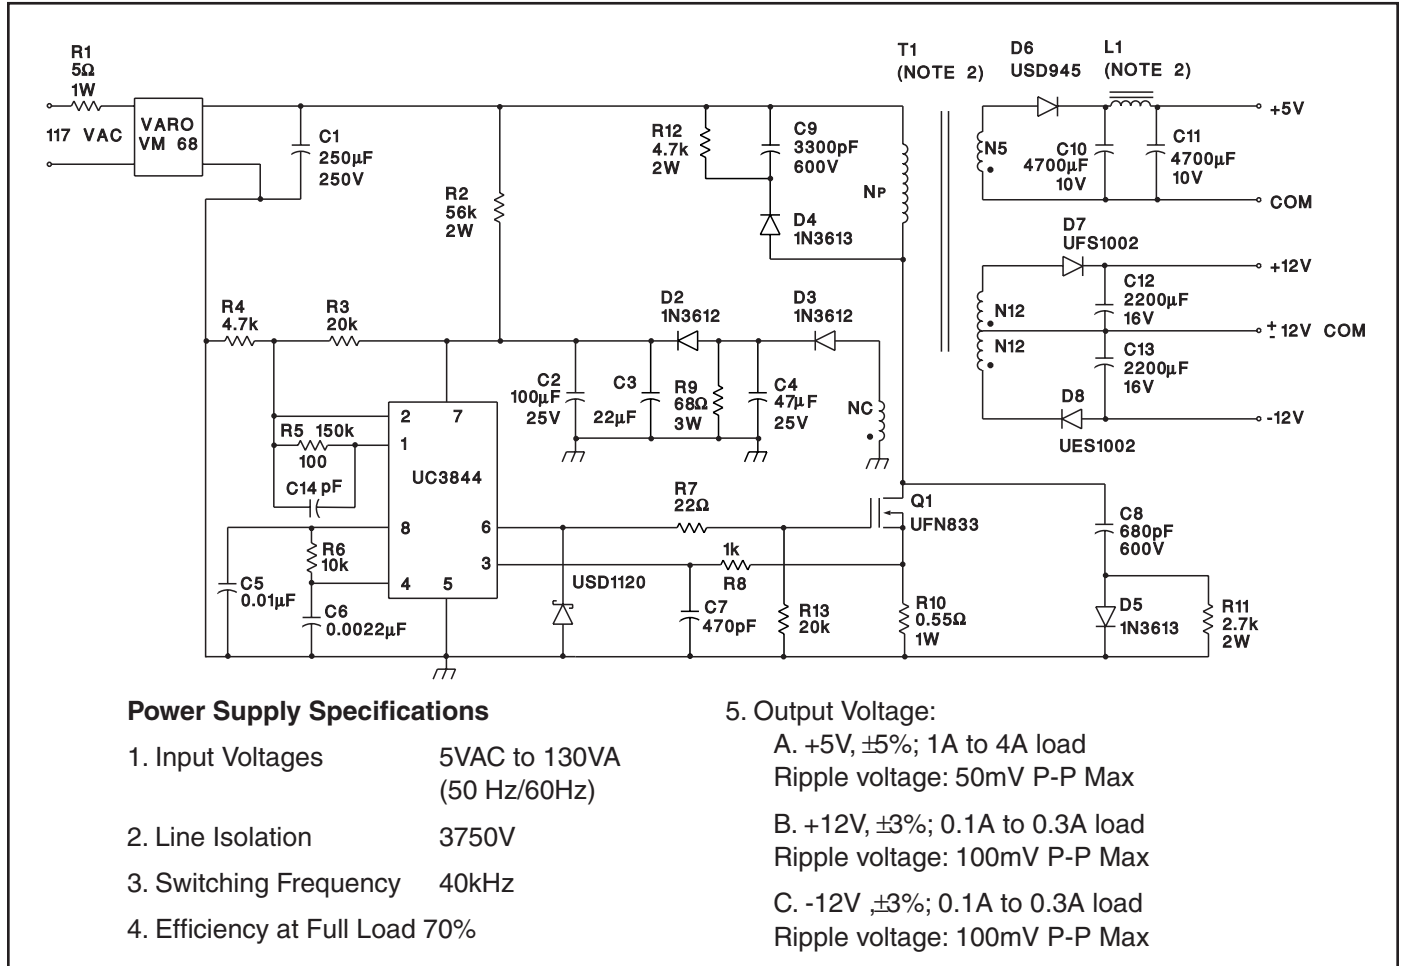 R1
5Ω
1W
117 VAC
VARO
VM 68
C1
250µF
250V
R2
56k
2W
R12
4.7k
2W
C9
3300pF
600V
D4
1N3613
NP
T1
(NOTE 2)
D6
USD945
L1
(NOTE 2)
N5
C10
4700µF
10V
C11
4700µF
10V
+5V
COM
D7
UFS1002
+12V
N12
N12
C12
2200µF
16V
± 12V COM
C13
2200µF
16V
D8
UES1002
-12V
R4
4.7k
R3
20k
D2
1N3612
D3
1N3612
C2
100µF
25V
C3
22µF
R9
68Ω
3W
C4
47µF
25V
NC
R5 150k
100
C14 pF
2
7
1
UC3844
8
6
3
4
5
R6
10k
C5
0.01µF
C6
0.0022µF
R7
22Ω
Q1
UFN833
1k
R8
USD1120
C7
470pF
R13
20k
R10
0.55Ω
1W
C8
680pF
600V
D5
1N3613
R11
2.7k
2W
Power Supply Specifications
1. Input Voltages 5VAC to 130VA
(50 Hz/60Hz)
2. Line Isolation 3750V
3. Switching Frequency 40kHz
4. Efficiency at Full Load 70%
5. Output Voltage:
A. +5V, ±5%; 1A to 4A load
Ripple voltage: 50mV P-P Max
B. +12V, ±3%; 0.1A to 0.3A load
Ripple voltage: 100mV P-P Max
C. -12V ,±3%; 0.1A to 0.3A load
Ripple voltage: 100mV P-P Max